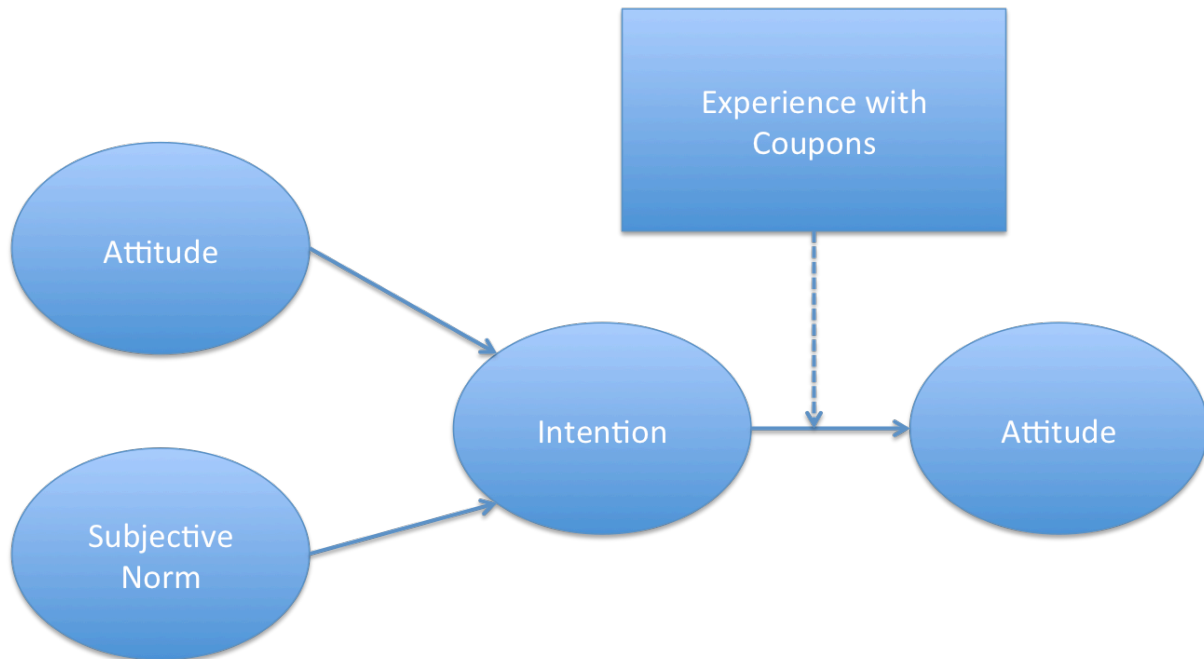 Experience with
Coupons
Attitude
Intention
Attitude
Subjective
Norm